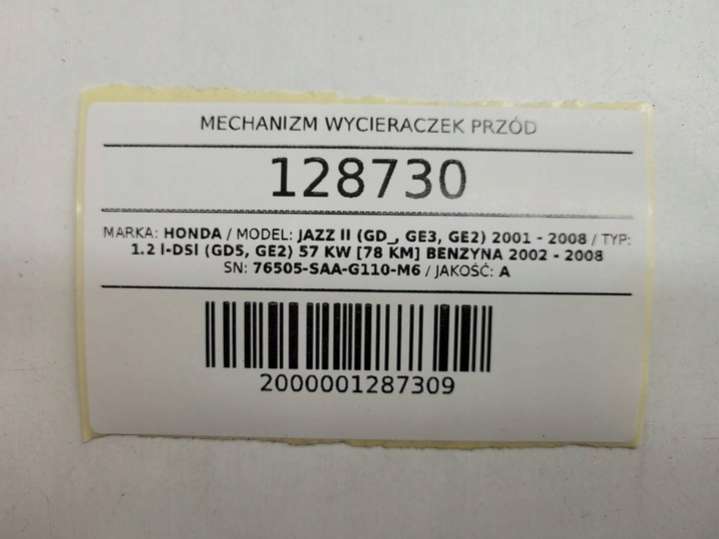 MECHANIZM WYCIERACZEK PRZÓD
128730
MARKA: HONDA / MODEL: JAZZ II (GD_, GE3, GE2) 2001 - 2008 / TYP:
1.2 i-DSI (GD5, GE2) 57 KW [78 KM] BENZYNA 2002 - 2008
SN: 76505-SAA-G110-M6 / JAKOŚĆ: A
2000001287309